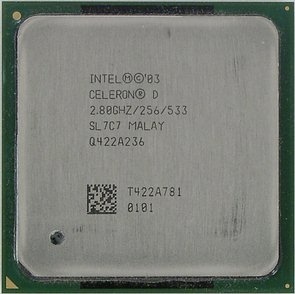 INTEL®©'03
CELERON® D
2.80GHZ/256/533
SL7C7 MALAY
Q422A236
T422A781
0101